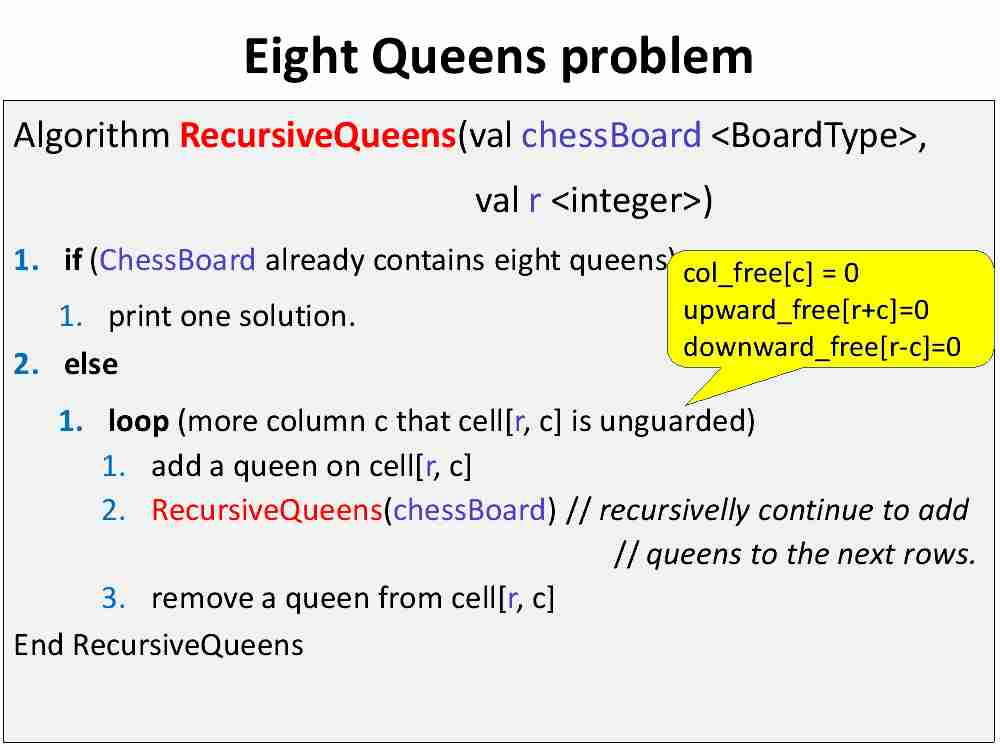 Eight Queens problem
Algorithm RecursiveQueens(val chessBoard <BoardType>,
val r <integer>)
1. if (ChessBoard already contains eight queens)
col_free[c] = 0
upward_free[r+c]=0
downward_free[r-c]=0
1. print one solution.
2. else
1. loop (more column c that cell[r, c] is unguarded)
1. add a queen on cell[r, c]
2. RecursiveQueens(chessBoard) // recursivelly continue to add
// queens to the next rows.
3. remove a queen from cell[r, c]
End RecursiveQueens